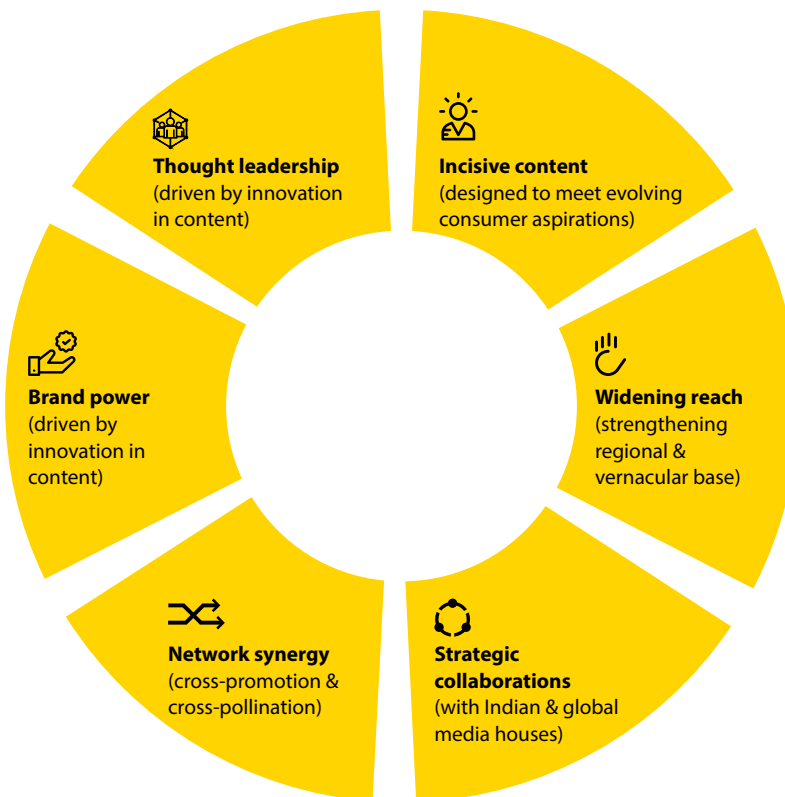 Thought leadership
(driven by innovation
in content)
Incisive content
(designed to meet evolving
consumer aspirations)
Brand power
(driven by
innovation in
content)
Widening reach
(strengthening
regional &
vernacular base)
Network synergy
(cross-promotion &
cross-pollination)
Strategic
collaborations
(with Indian & global
media houses)